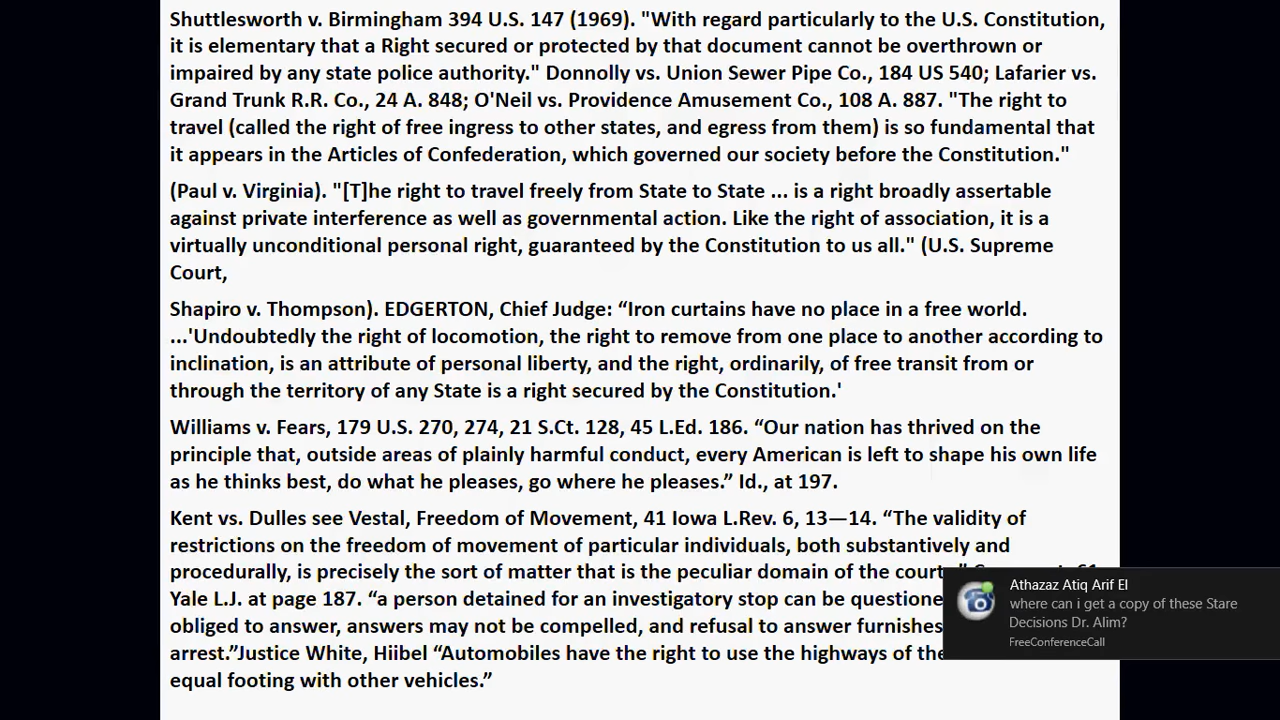 Shuttlesworth v. Birmingham 394 U.S. 147 (1969). "With regard particularly to the U.S. Constitution,
it is elementary that a Right secured or protected by that document cannot be overthrown or
impaired by any state police authority." Donnolly vs. Union Sewer Pipe Co., 184 US 540; Lafarier vs.
Grand Trunk R.R. Co., 24 A. 848; O'Neil vs. Providence Amusement Co., 108 A. 887. "The right to
travel (called the right of free ingress to other states, and egress from them) is so fundamental that
it appears in the Articles of Confederation, which governed our society before the Constitution."
(Paul v. Virginia). "[T]he right to travel freely from State to State ... is a right broadly assertable
against private interference as well as governmental action. Like the right of association, it is a
virtually unconditional personal right, guaranteed by the Constitution to us all." (U.S. Supreme
Court,
Shapiro v. Thompson). EDGERTON, Chief Judge: “Iron curtains have no place in a free world.
...'Undoubtedly the right of locomotion, the right to remove from one place to another according to
inclination, is an attribute of personal liberty, and the right, ordinarily, of free transit from or
through the territory of any State is a right secured by the Constitution.'
Williams v. Fears, 179 U.S. 270, 274, 21 S.Ct. 128, 45 L.Ed. 186. “Our nation has thrived on the
principle that, outside areas of plainly harmful conduct, every American is left to shape his own life
as he thinks best, do what he pleases, go where he pleases.” Id., at 197.
Kent vs. Dulles see Vestal, Freedom of Movement, 41 Iowa L.Rev. 6, 13—14. “The validity of
restrictions on the freedom of movement of particular individuals, both substantively and
procedurally, is precisely the sort of matter that is the peculiar domain of the court
Yale L.J. at page 187. “a person detained for an investigatory stop can be questione
obliged to answer, answers may not be compelled, and refusal to answer furnishes
arrest.”Justice White, Hiibel “Automobiles have the right to use the highways of the
equal footing with other vehicles.”
Athazaz Atiq Arif El
where can i get a copy of these Stare
Decisions Dr. Alim?
FreeConferenceCall